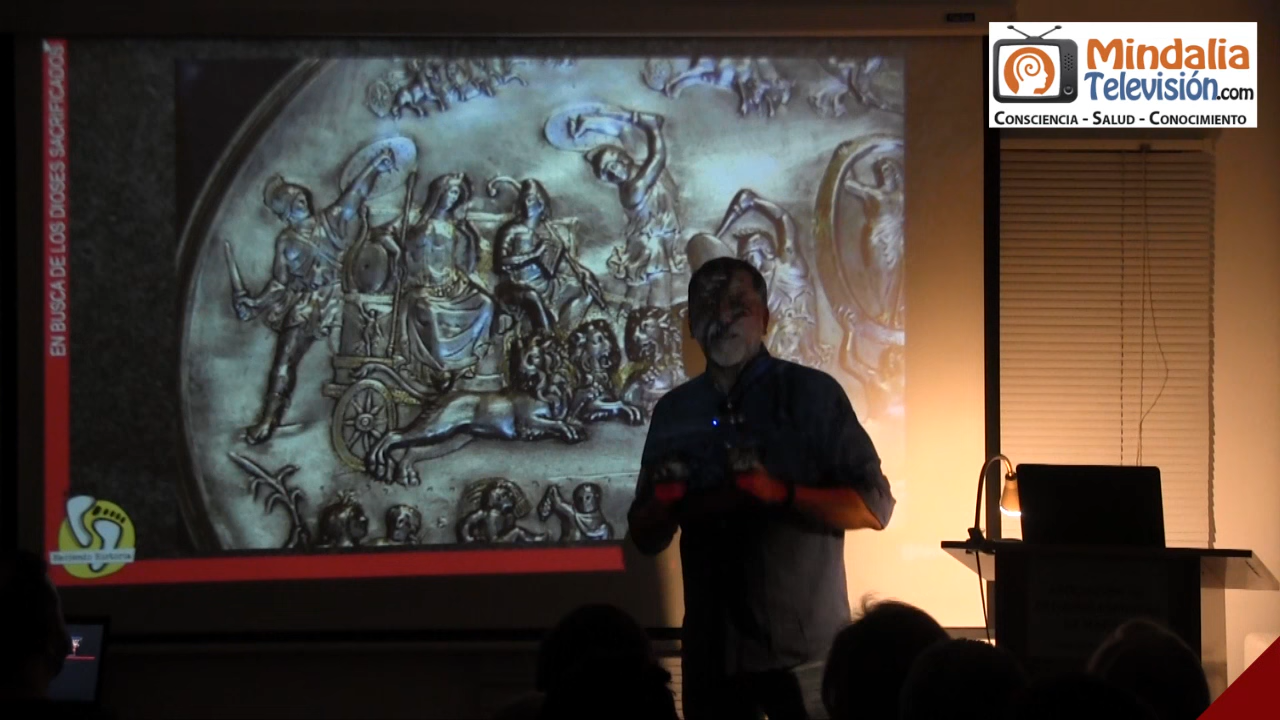 EN BUSCA DE LOS DIOSES SACRIFICADOS
Mindalia
Televisión.com
CONSCIENCIA - SALUD - CONOCIMIENTO